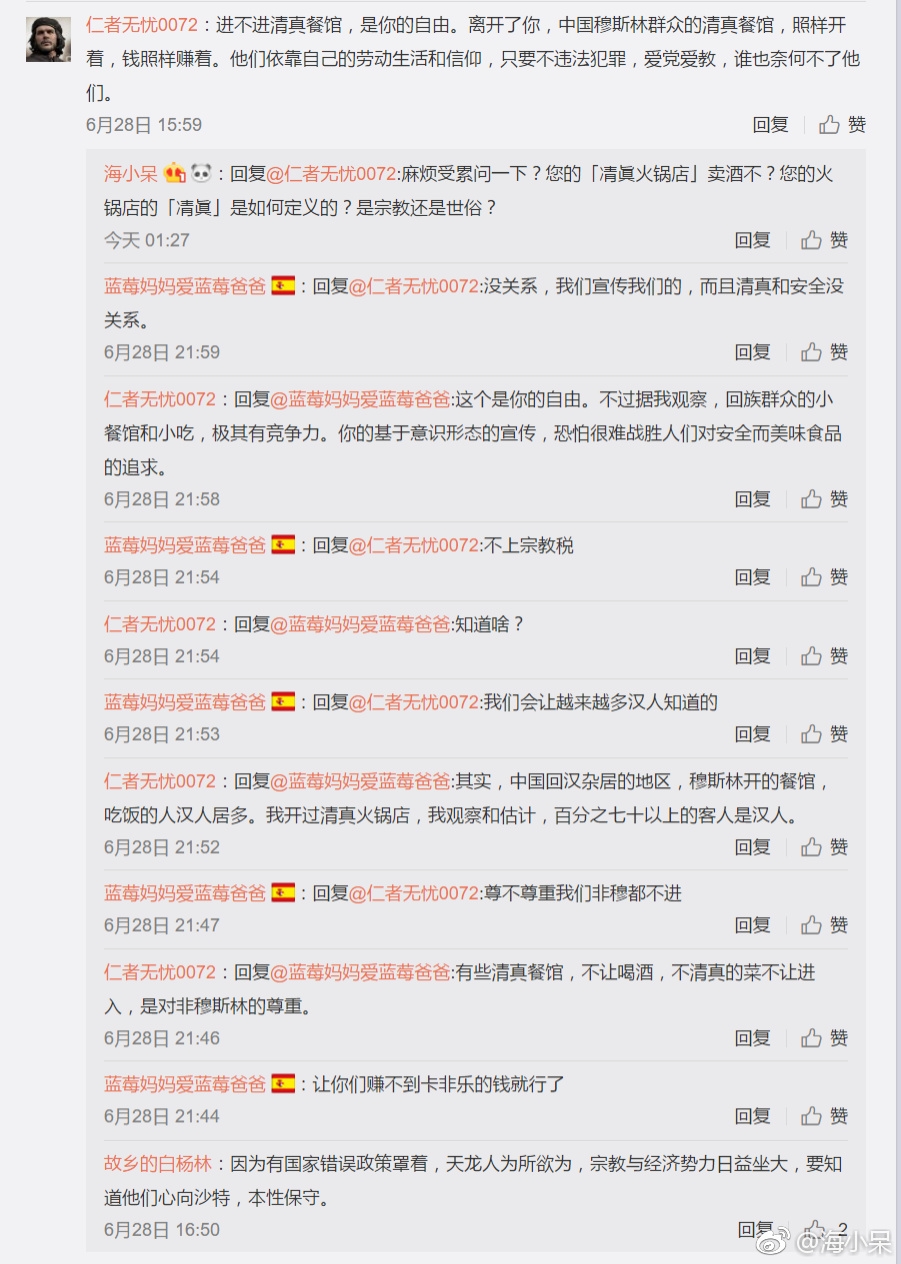 仁者无忧0072：进不进清真餐馆，是你的自由。离开了你，中国穆斯林群众的清真餐馆，照样开
着，钱照样赚着。他们依靠自己的劳动生活和信仰，只要不违法犯罪，爱党爱教，谁也奈何不了他
们。
6月28日 15:59 回复 赞
海小呆：回复@仁者无忧0072:麻烦受累问一下？您的「凊眞火锅店」卖酒不？您的火
锅店的「凊眞」是如何定义的？是宗教还是世俗？
今天 01:27 回复 赞
蓝莓妈妈爱蓝莓爸爸：回复@仁者无忧0072:没关系，我们宣传我们的，而且清真和安全没
关系。
6月28日 21:59 回复 赞
仁者无忧0072：回复@蓝莓妈妈爱蓝莓爸爸:这个是你的自由。不过据我观察，回族群众的小
餐馆和小吃，极其有竞争力。你的基于意识形态的宣传，恐怕很难战胜人们对安全而美味食品
的追求。
6月28日 21:58 回复 赞
蓝莓妈妈爱蓝莓爸爸：回复@仁者无忧0072:不上宗教税
6月28日 21:54 回复 赞
仁者无忧0072：回复@蓝莓妈妈爱蓝莓爸爸:知道啥？
6月28日 21:54 回复 赞
蓝莓妈妈爱蓝莓爸爸：回复@仁者无忧0072:我们会让越来越多汉人知道的
6月28日 21:53 回复 赞
仁者无忧0072：回复@蓝莓妈妈爱蓝莓爸爸:其实，中国回汉杂居的地区，穆斯林开的餐馆，
吃饭的人汉人居多。我开过清真火锅店，我观察和估计，百分之七十以上的客人是汉人。
6月28日 21:52 回复 赞
蓝莓妈妈爱蓝莓爸爸：回复@仁者无忧0072:尊不尊重我们非穆都不进
6月28日 21:47 回复 赞
仁者无忧0072：回复@蓝莓妈妈爱蓝莓爸爸:有些清真餐馆，不让喝酒，不清真的菜不让进
入，是对非穆斯林的尊重。
6月28日 21:46 回复 赞
蓝莓妈妈爱蓝莓爸爸：让你们赚不到卡非乐的钱就行了
6月28日 21:44 回复 赞
故乡的白杨林：因为有国家错误政策罩着，天龙人为所欲为，宗教与经济势力日益坐大，要知
道他们心向沙特，本性保守。
6月28日 16:50 回复 2
@海小呆